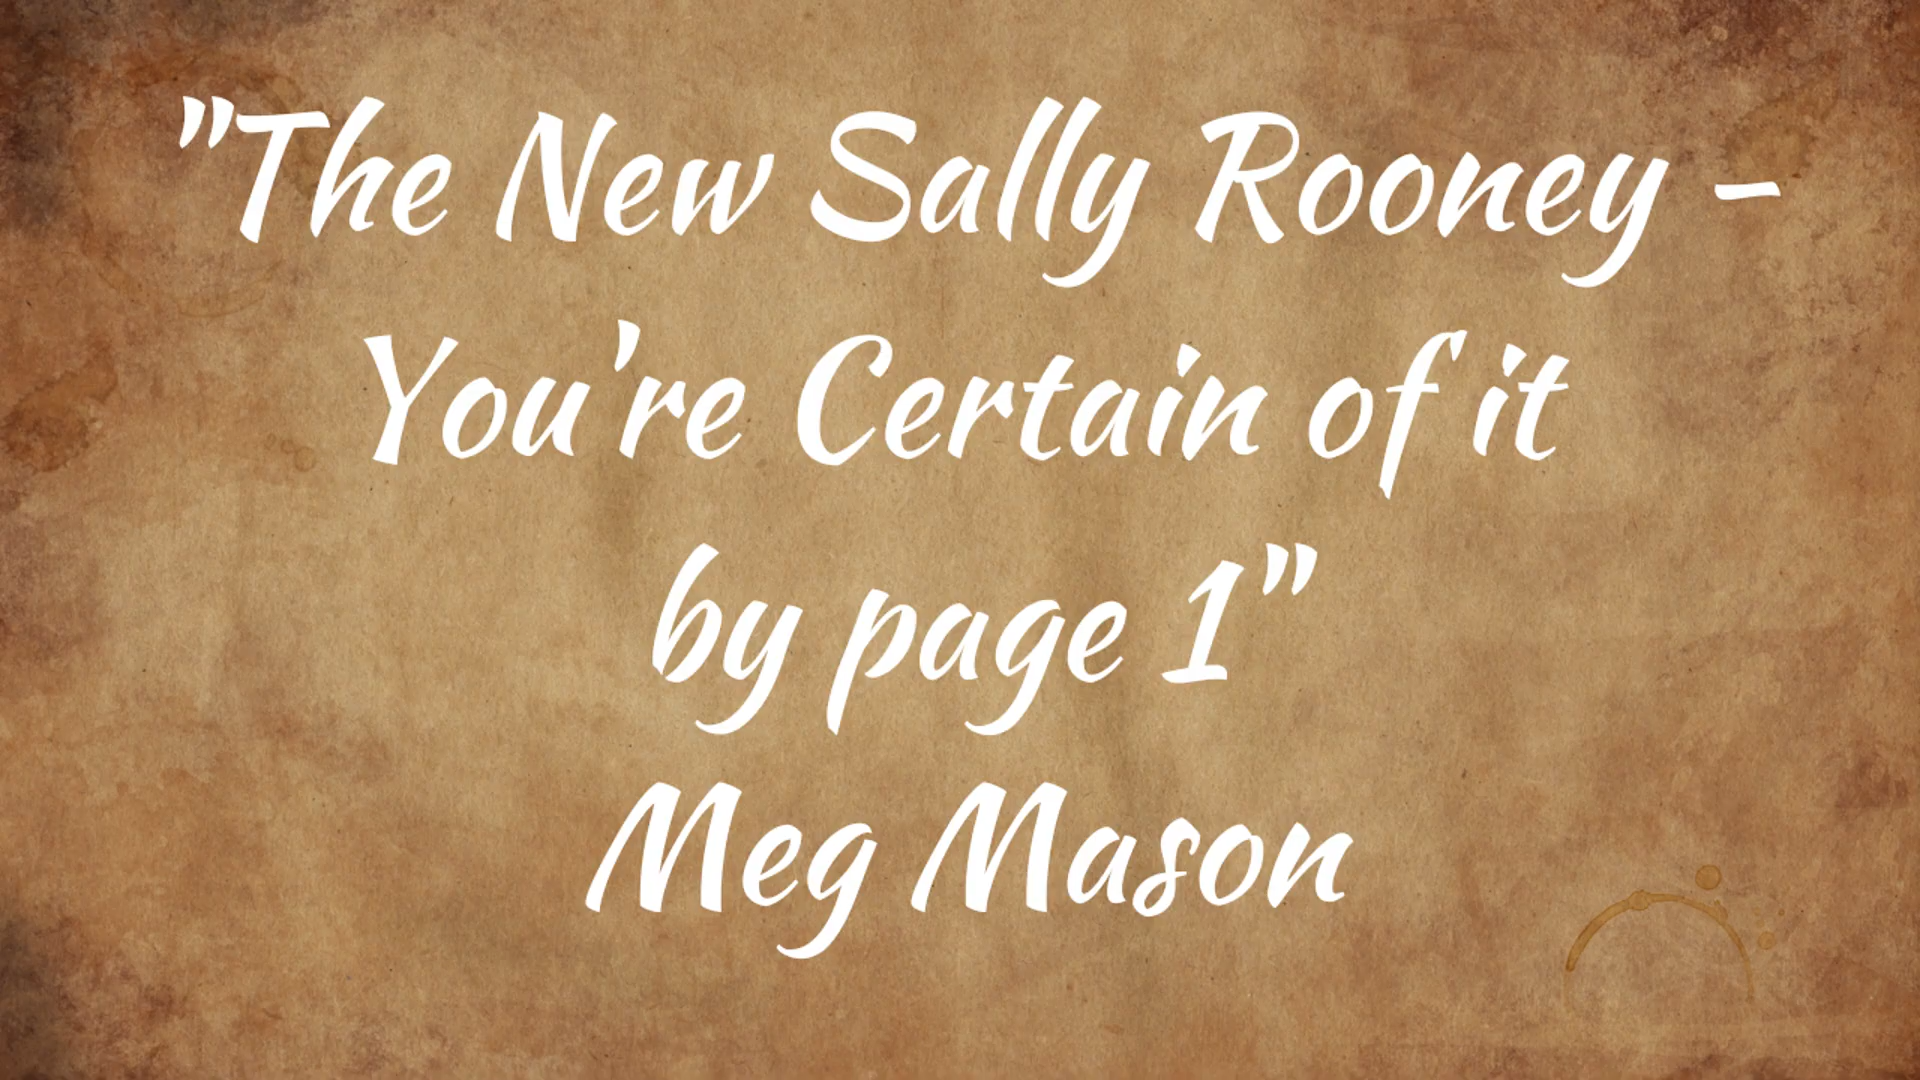 "The New Sally Rooney -
You're Certain of it
by page 1"
Meg Mason